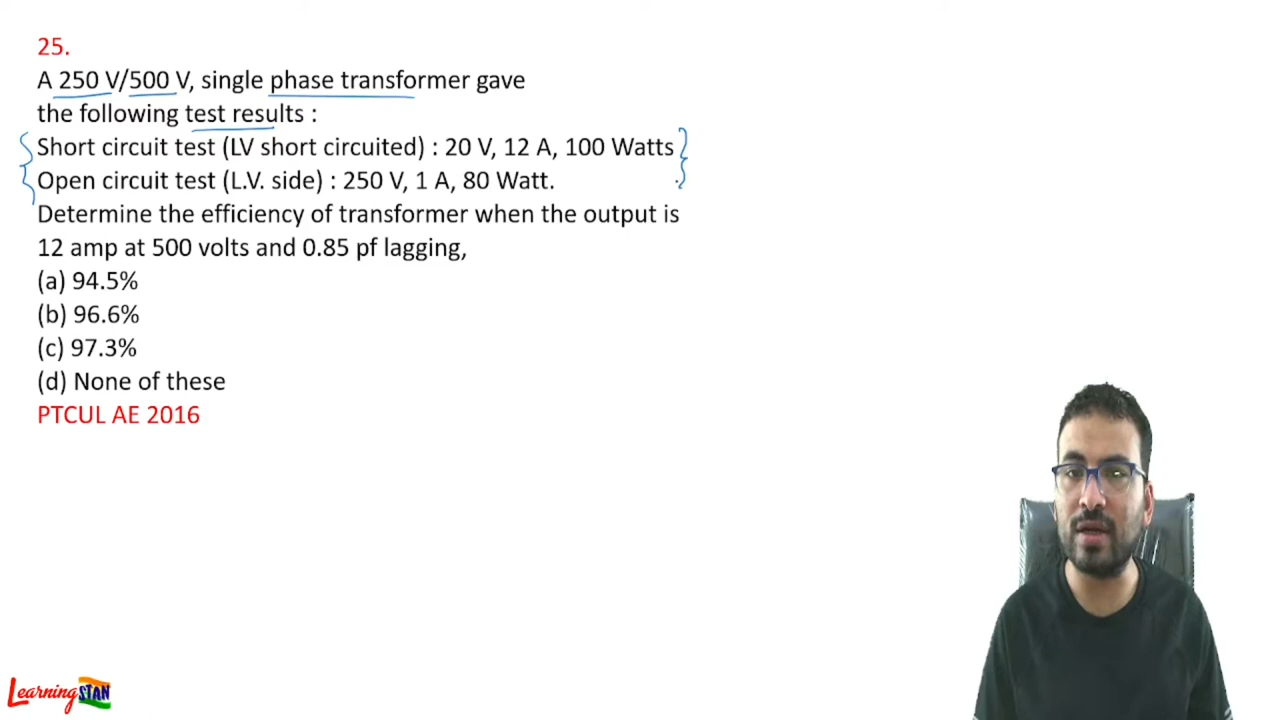 25.
A 250 V/500 V, single phase transformer gave
the following test results :
Short circuit test (LV short circuited) : 20 V, 12 A, 100 Watts
Open circuit test (L.V. side) : 250 V, 1 A, 80 Watt.
Determine the efficiency of transformer when the output is
12 amp at 500 volts and 0.85 pf lagging,
(a) 94.5%
(b) 96.6%
(c) 97.3%
(d) None of these
PTCUL AE 2016
Learning STAN